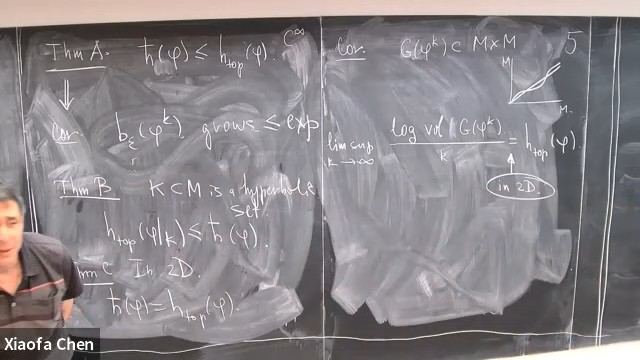 Thm A. ħ(φ) ≤ h_top(φ). C^∞
⇓
Cor. b_ε(φ^k) grows ≤ exp
Thm B K ⊂ M is a hyperbolic
set.
h_top(φ|_K) ≤ ħ(φ).
Thm C In 2D.
ħ(φ) = h_top(φ).
Cor. G(φ^k) ⊂ M×M 5
M
M
lim sup_{k→∞} log vol(G(φ^k)) / k = h_top(φ).
in 2D.
Xiaofa Chen